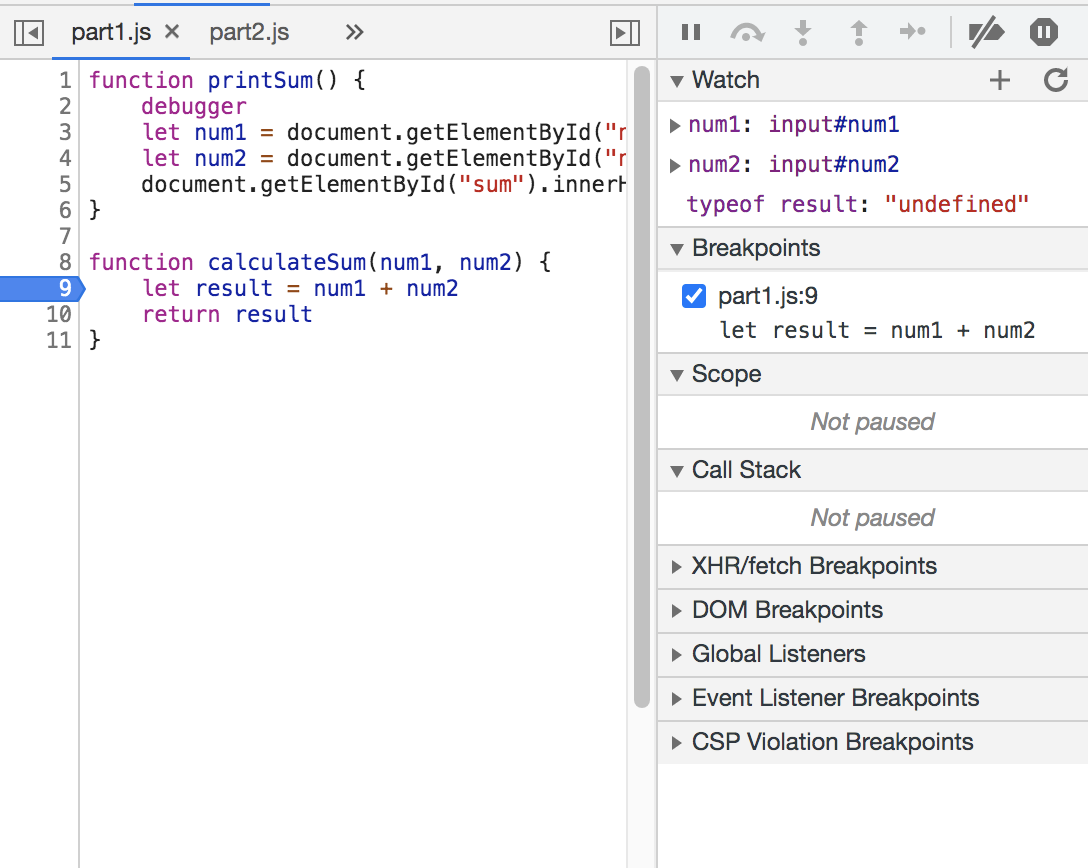 part1.js × part2.js »
1 function printSum() {
2 debugger
3 let num1 = document.getElementById("n
4 let num2 = document.getElementById("n
5 document.getElementById("sum").innerH
6 }
7
8 function calculateSum(num1, num2) {
9 let result = num1 + num2
10 return result
11 }
Watch
num1: input#num1
num2: input#num2
typeof result: "undefined"
Breakpoints
part1.js:9
let result = num1 + num2
Scope
Not paused
Call Stack
Not paused
XHR/fetch Breakpoints
DOM Breakpoints
Global Listeners
Event Listener Breakpoints
CSP Violation Breakpoints